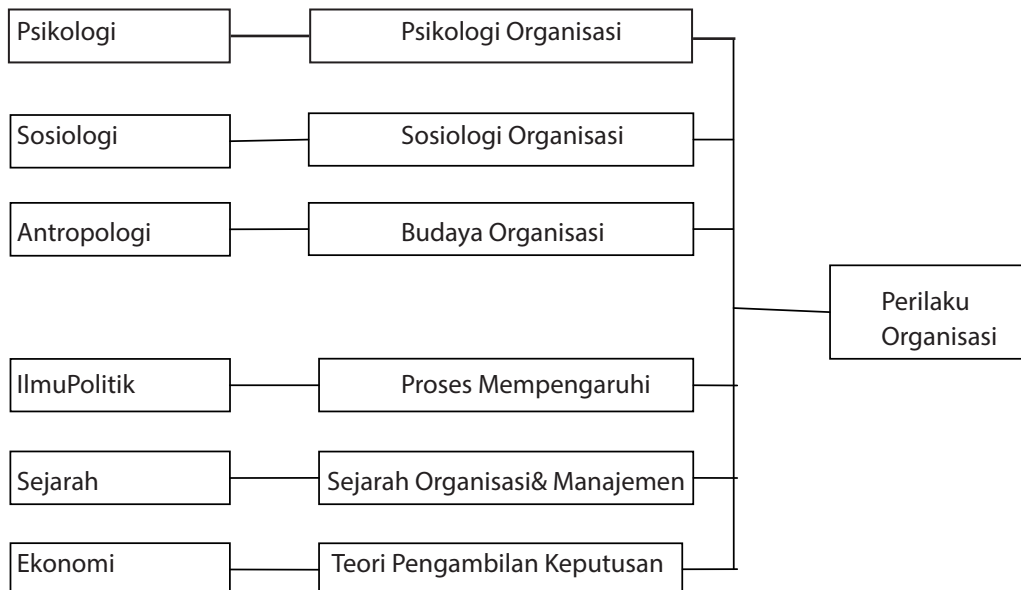 Psikologi
Psikologi Organisasi
Sosiologi
Sosiologi Organisasi
Antropologi
Budaya Organisasi
Perilaku
Organisasi
IlmuPolitik
Proses Mempengaruhi
Sejarah
Sejarah Organisasi& Manajemen
Ekonomi
Teori Pengambilan Keputusan